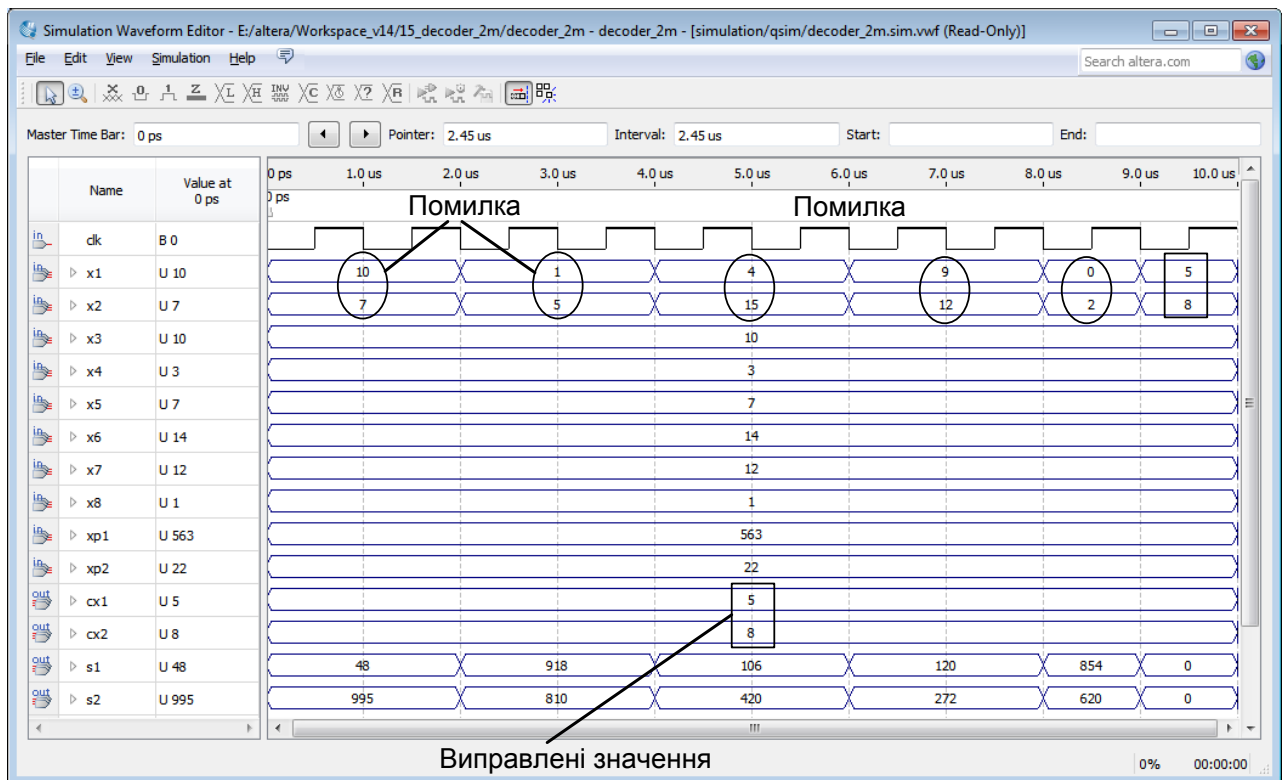 Simulation Waveform Editor - E:/altera/Workspace_v14/15_decoder_2m/decoder_2m - decoder_2m - [simulation/qsim/decoder_2m.sim.vwf (Read-Only)]
File Edit View Simulation Help
Search altera.com
Master Time Bar: 0 ps Pointer: 2.45 us Interval: 2.45 us Start: End:
Name Value at 0 ps
0 ps 1.0 us 2.0 us 3.0 us 4.0 us 5.0 us 6.0 us 7.0 us 8.0 us 9.0 us 10.0 us
0 ps
Помилка Помилка
clk B 0
x1 U 10 10 1 4 9 0 5
x2 U 7 7 5 15 12 2 8
x3 U 10 10
x4 U 3 3
x5 U 7 7
x6 U 14 14
x7 U 12 12
x8 U 1 1
xp1 U 563 563
xp2 U 22 22
cx1 U 5 5
cx2 U 8 8
s1 U 48 48 918 106 120 854 0
s2 U 995 995 810 420 272 620 0
Виправлені значення
0% 00:00:00